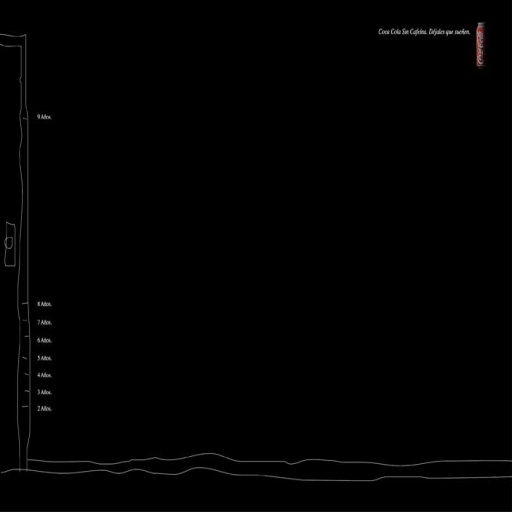 Coca Cola Sin Cafeína. Déjales que sueñen.
9 Años.
8 Años.
7 Años.
6 Años.
5 Años.
4 Años.
3 Años.
2 Años.